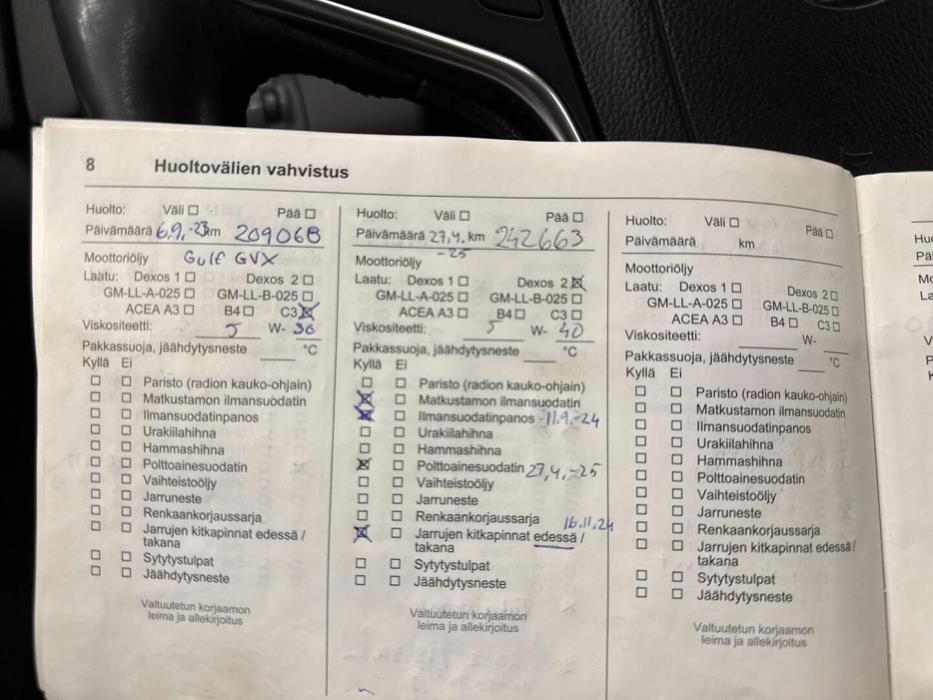 8 Huoltovälien vahvistus
Huolto: Väli ☐ Pää ☐
Päivämäärä 6.9.-23 km 209068
Moottoriöljy Gulf GVX
Laatu: Dexos 1 ☐ Dexos 2 ☐
GM-LL-A-025 ☐ GM-LL-B-025 ☐
ACEA A3 ☐ B4 ☐ C3 ☒
Viskositeetti: 5 W- 30
Pakkassuoja, jäähdytysneste °C
Kyllä Ei
☐ ☐ Paristo (radion kauko-ohjain)
☐ ☐ Matkustamon ilmansuodatin
☐ ☐ Ilmansuodatinpanos
☐ ☐ Urakiilahihna
☐ ☐ Hammashihna
☐ ☐ Polttoainesuodatin
☐ ☐ Vaihteistoöljy
☐ ☐ Jarruneste
☐ ☐ Renkaankorjaussarja
☐ ☐ Jarrujen kitkapinnat edessä /
takana
☐ ☐ Sytytystulpat
☐ ☐ Jäähdytysneste
Valtuutetun korjaamon
leima ja allekirjoitus
Huolto: Väli ☐ Pää ☐
Päivämäärä 27.4. km 242663
-25
Moottoriöljy
Laatu: Dexos 1 ☐ Dexos 2 ☒
GM-LL-A-025 ☐ GM-LL-B-025 ☐
ACEA A3 ☐ B4 ☐ C3 ☐
Viskositeetti: 5 W- 40
Pakkassuoja, jäähdytysneste °C
Kyllä Ei
☐ ☐ Paristo (radion kauko-ohjain)
☒ ☐ Matkustamon ilmansuodatin
☒ ☐ Ilmansuodatinpanos -11.9.-24
☐ ☐ Urakiilahihna
☐ ☐ Hammashihna
☒ ☐ Polttoainesuodatin 27.4.-25
☐ ☐ Vaihteistoöljy
☐ ☐ Jarruneste
☐ ☐ Renkaankorjaussarja 16.11.24
☒ ☐ Jarrujen kitkapinnat edessä /
takana
☐ ☐ Sytytystulpat
☐ ☐ Jäähdytysneste
Valtuutetun korjaamon
leima ja allekirjoitus
Huolto: Väli ☐ Pää ☐
Päivämäärä km
Moottoriöljy
Laatu: Dexos 1 ☐ Dexos 2 ☐
GM-LL-A-025 ☐ GM-LL-B-025 ☐
ACEA A3 ☐ B4 ☐ C3 ☐
Viskositeetti: W-
Pakkassuoja, jäähdytysneste °C
Kyllä Ei
☐ ☐ Paristo (radion kauko-ohjain)
☐ ☐ Matkustamon ilmansuodatin
☐ ☐ Ilmansuodatinpanos
☐ ☐ Urakiilahihna
☐ ☐ Hammashihna
☐ ☐ Polttoainesuodatin
☐ ☐ Vaihteistoöljy
☐ ☐ Jarruneste
☐ ☐ Renkaankorjaussarja
☐ ☐ Jarrujen kitkapinnat edessä /
takana
☐ ☐ Sytytystulpat
☐ ☐ Jäähdytysneste
Valtuutetun korjaamon
leima ja allekirjoitus